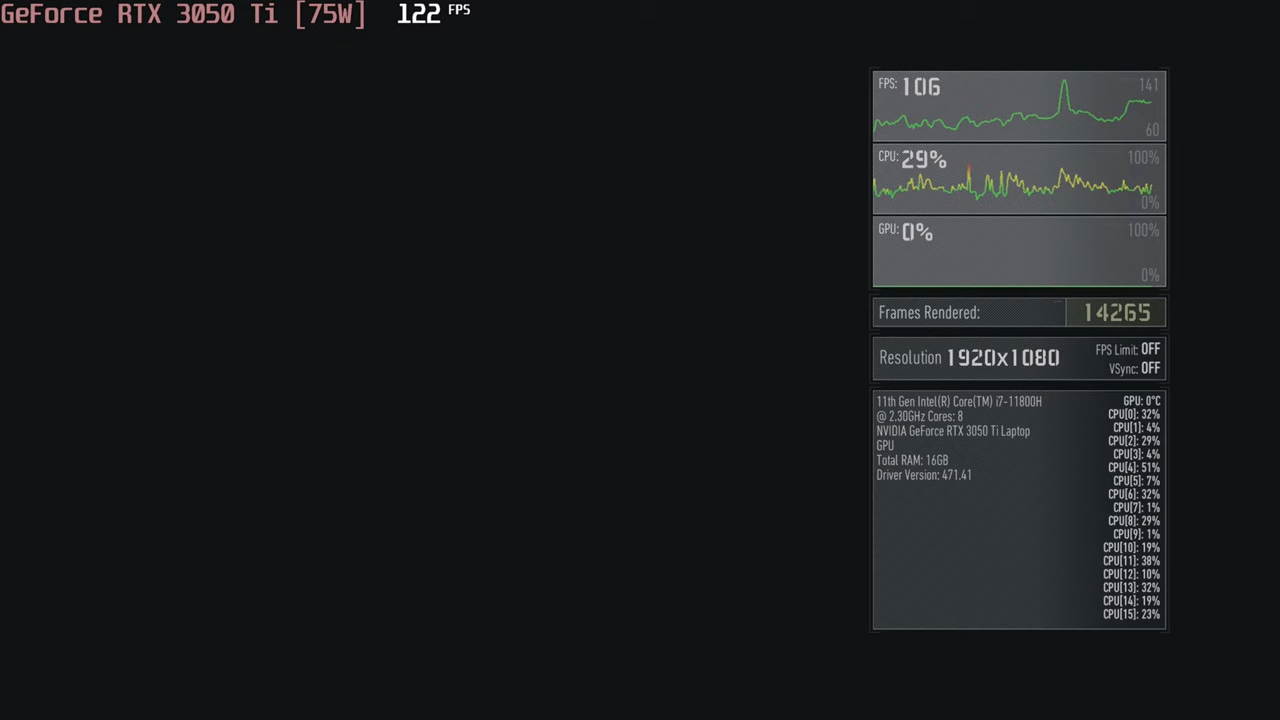 GeForce RTX 3050 Ti [75W] 122 FPS
FPS: 106 141
60
CPU: 29% 100%
0%
GPU: 0% 100%
0%
Frames Rendered: 14265
Resolution 1920x1080 FPS Limit: OFF
VSync: OFF
11th Gen Intel(R) Core(TM) i7-11800H
@ 2.30GHz Cores: 8
NVIDIA GeForce RTX 3050 Ti Laptop
GPU
Total RAM: 16GB
Driver Version: 471.41
GPU: 0°C
CPU[0]: 32%
CPU[1]: 4%
CPU[2]: 29%
CPU[3]: 4%
CPU[4]: 51%
CPU[5]: 7%
CPU[6]: 32%
CPU[7]: 1%
CPU[8]: 29%
CPU[9]: 1%
CPU[10]: 19%
CPU[11]: 38%
CPU[12]: 10%
CPU[13]: 32%
CPU[14]: 19%
CPU[15]: 23%